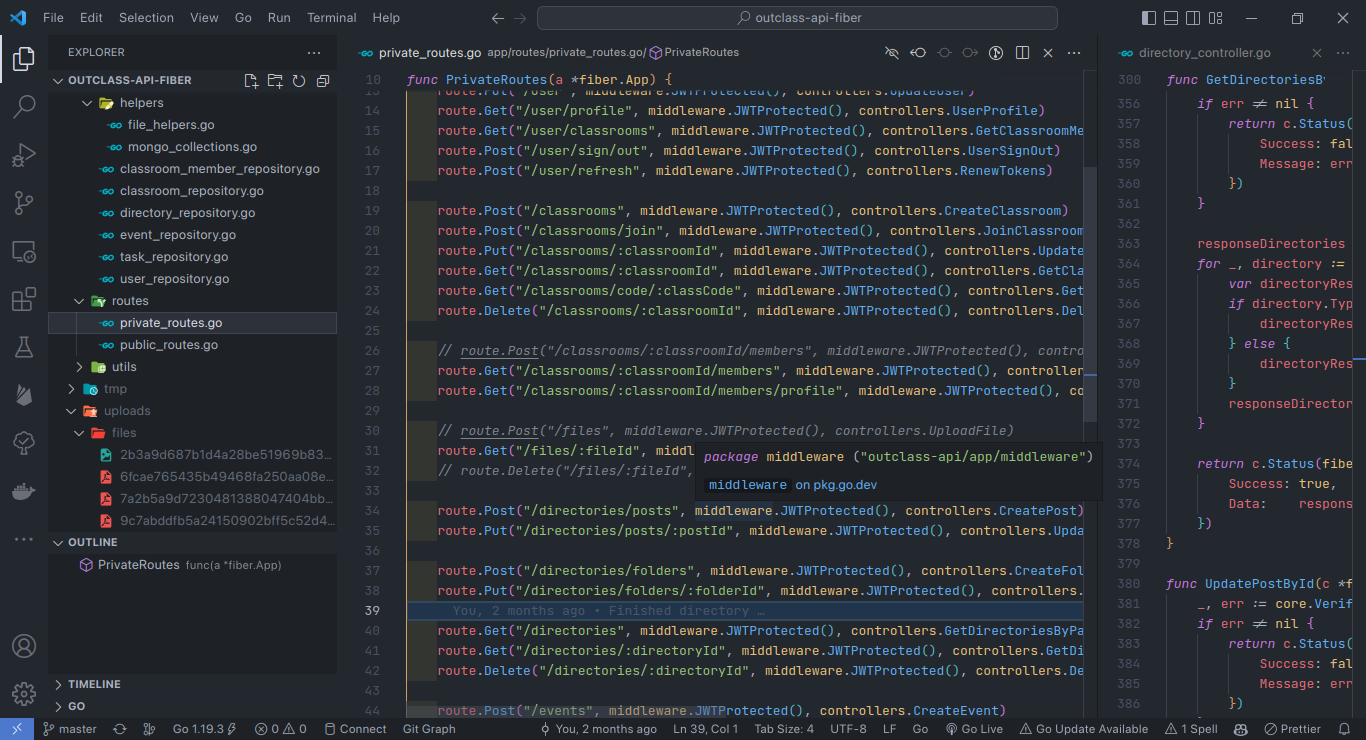 File Edit Selection View Go Run Terminal Help
outclass-api-fiber
EXPLORER
OUTCLASS-API-FIBER
helpers
file_helpers.go
mongo_collections.go
classroom_member_repository.go
classroom_repository.go
directory_repository.go
event_repository.go
task_repository.go
user_repository.go
routes
private_routes.go
public_routes.go
utils
tmp
uploads
files
2b3a9d687b1d4a28be51969b83...
6fcae765435b49468fa250aa08e...
7a2b5a9d7230481388047404bb...
9c7abddfb5a24150902bff5c52d4...
OUTLINE
PrivateRoutes func(a *fiber.App)
TIMELINE
GO
private_routes.go app/routes/private_routes.go/ PrivateRoutes
10 func PrivateRoutes(a *fiber.App) {
13 route.Put("/user", middleware.JWTProtected(), controllers.UpdateUser)
14 route.Get("/user/profile", middleware.JWTProtected(), controllers.UserProfile)
15 route.Get("/user/classrooms", middleware.JWTProtected(), controllers.GetClassroomMe
16 route.Post("/user/sign/out", middleware.JWTProtected(), controllers.UserSignOut)
17 route.Post("/user/refresh", middleware.JWTProtected(), controllers.RenewTokens)
18
19 route.Post("/classrooms", middleware.JWTProtected(), controllers.CreateClassroom)
20 route.Post("/classrooms/join", middleware.JWTProtected(), controllers.JoinClassroom
21 route.Put("/classrooms/:classroomId", middleware.JWTProtected(), controllers.Update
22 route.Get("/classrooms/:classroomId", middleware.JWTProtected(), controllers.GetCla
23 route.Get("/classrooms/code/:classCode", middleware.JWTProtected(), controllers.Get
24 route.Delete("/classrooms/:classroomId", middleware.JWTProtected(), controllers.Del
25
26 // route.Post("/classrooms/:classroomId/members", middleware.JWTProtected(), contro
27 route.Get("/classrooms/:classroomId/members", middleware.JWTProtected(), controller
28 route.Get("/classrooms/:classroomId/members/profile", middleware.JWTProtected(), co
29
30 // route.Post("/files", middleware.JWTProtected(), controllers.UploadFile)
31 route.Get("/files/:fileId", middl
32 // route.Delete("/files/:fileId",
33
34 route.Post("/directories/posts", middleware.JWTProtected(), controllers.CreatePost)
35 route.Put("/directories/posts/:postId", middleware.JWTProtected(), controllers.Upda
36
37 route.Post("/directories/folders", middleware.JWTProtected(), controllers.CreateFol
38 route.Put("/directories/folders/:folderId", middleware.JWTProtected(), controllers.
39 You, 2 months ago • Finished directory …
40 route.Get("/directories", middleware.JWTProtected(), controllers.GetDirectoriesByPa
41 route.Get("/directories/:directoryId", middleware.JWTProtected(), controllers.GetDi
42 route.Delete("/directories/:directoryId", middleware.JWTProtected(), controllers.De
43
44 route.Post("/events", middleware.JWTProtected(), controllers.CreateEvent)
package middleware ("outclass-api/app/middleware")
middleware on pkg.go.dev
directory_controller.go
300 func GetDirectoriesBy
356 if err ≠ nil {
357 return c.Status(
358 Success: fal
359 Message: err
360 })
361 }
362
363 responseDirectories
364 for _, directory :=
365 var directoryRes
366 if directory.Typ
367 directoryRes
368 } else {
369 directoryRes
370 }
371 responseDirector
372 }
373
374 return c.Status(fibe
375 Success: true,
376 Data: respons
377 })
378 }
379
380 func UpdatePostById(c *f
381 _, err := core.Verif
382 if err ≠ nil {
383 return c.Status(
384 Success: fal
385 Message: err
386 })
master Go 1.19.3 0 0 Connect Git Graph You, 2 months ago Ln 39, Col 1 Tab Size: 4 UTF-8 LF Go Go Live Go Update Available 1 Spell Prettier